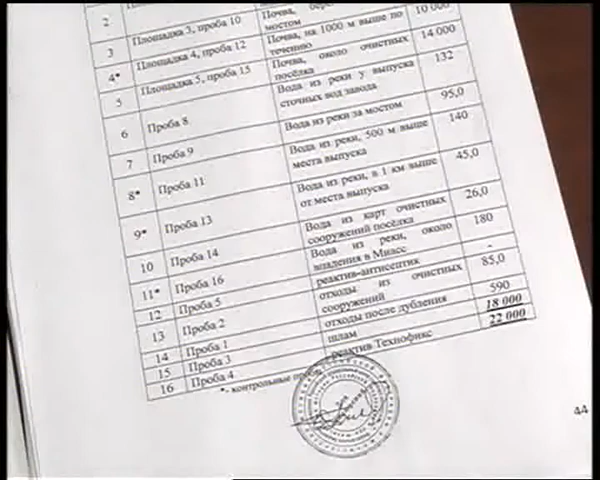 2
3 Площадка 3, проба 10 Почва,
мостом
4* Площадка 4, проба 12 Почва, на 1000 м выше по 10 000
течению
5 Площадка 5, проба 15 Почва, около очистных 14 000
посёлка
6 Проба 8 Вода из реки у выпуска 132
сточных вод завода
7 Проба 9 Вода из реки за мостом 95,0
8* Проба 11 Вода из реки, 500 м выше 140
места выпуска
9* Проба 13 Вода из реки, в 1 км выше 45,0
от места выпуска
10 Проба 14 Вода из карт очистных 26,0
сооружений посёлка
11* Проба 16 Вода из реки, около 180
владения в Миасс
12 Проба 5 реактив-антисептик -
13 Проба 2 отходы из очистных 85,0
сооружений
14 Проба 1 отходы после дубления 590
15 Проба 3 шлам 18 000
16 Проба 4 реактив Технофикс 22 000
*- контрольные
44